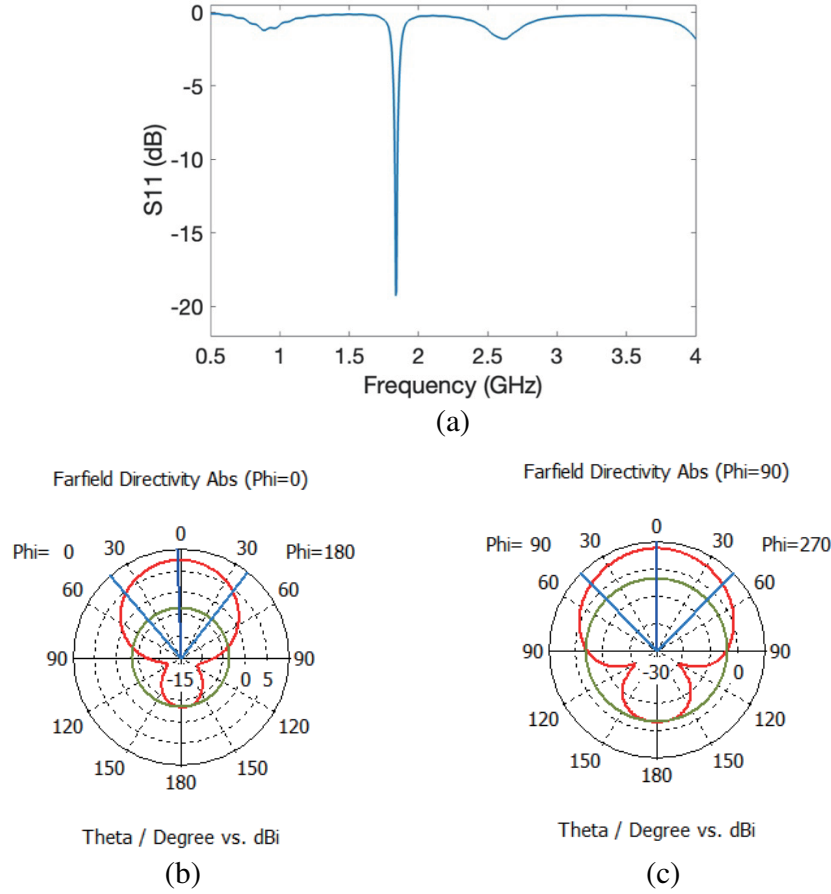 0
-5
-10
-15
-20
S11 (dB)
0.5 1 1.5 2 2.5 3 3.5 4
Frequency (GHz)
(a)
Farfield Directivity Abs (Phi=0)
0
Phi= 0 30 30 Phi=180
60 60
90 -15 0 5 90
120 120
150 150
180
Theta / Degree vs. dBi
(b)
Farfield Directivity Abs (Phi=90)
0
Phi= 90 30 30 Phi=270
60 60
90 -30 0 90
120 120
150 150
180
Theta / Degree vs. dBi
(c)